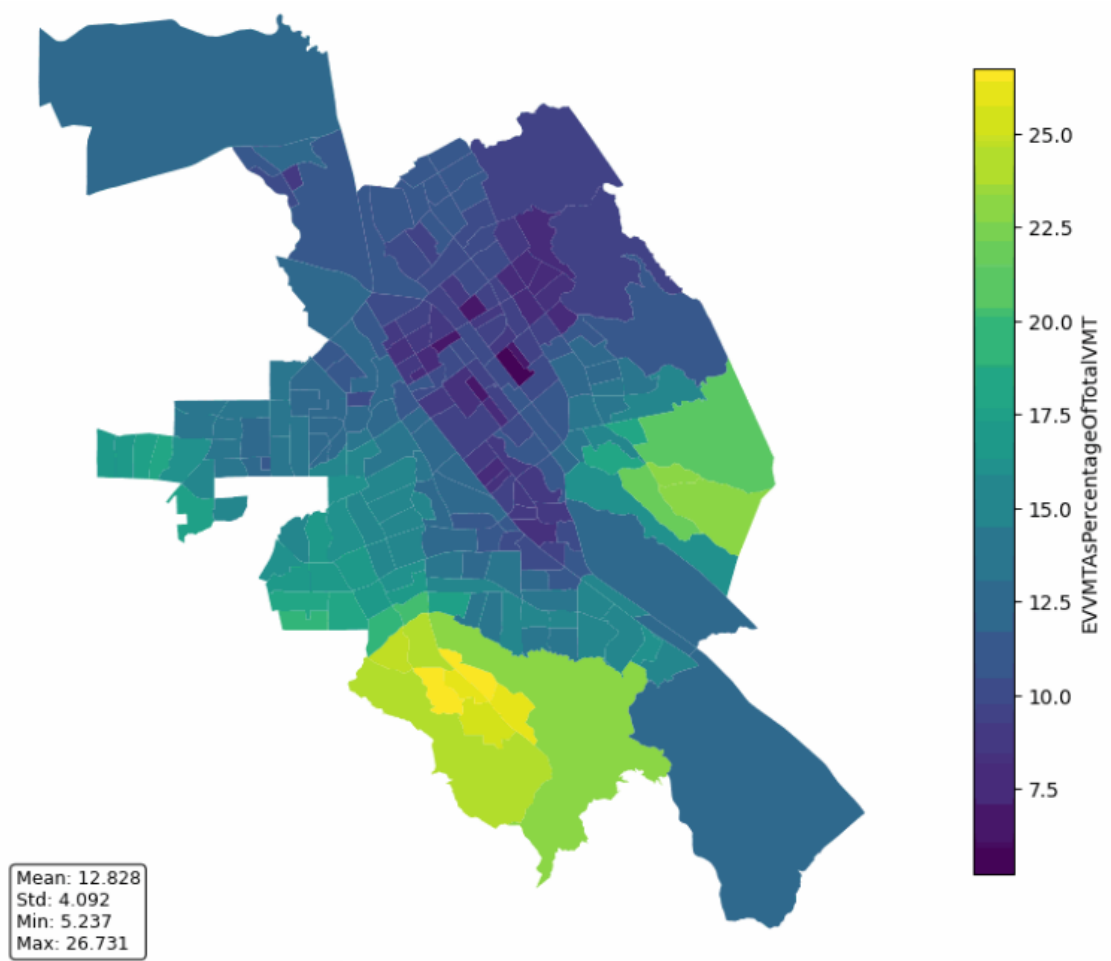 25.0
22.5
20.0
17.5
15.0
12.5
10.0
7.5
EVVMTAsPercentageOfTotalVMT
Mean: 12.828
Std: 4.092
Min: 5.237
Max: 26.731